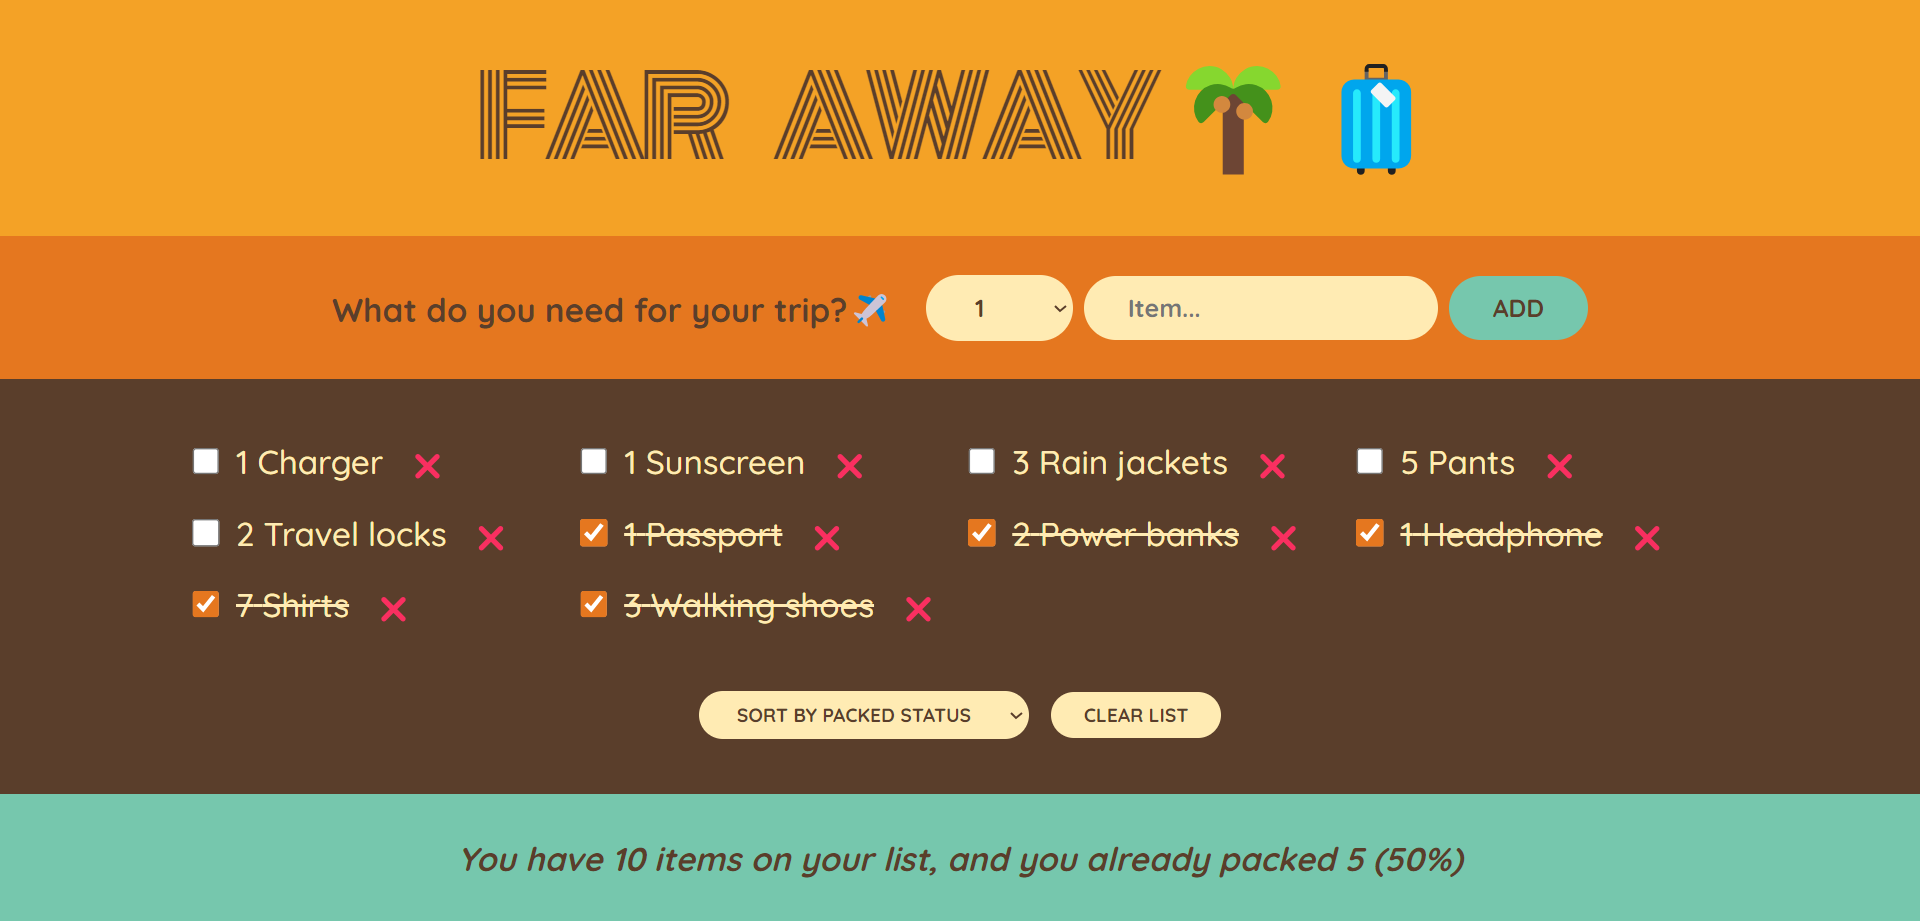 FAR AWAY
What do you need for your trip? 1 Item... ADD
1 Charger 1 Sunscreen 3 Rain jackets 5 Pants
2 Travel locks 1 Passport 2 Power banks 1 Headphone
7 Shirts 3 Walking shoes
SORT BY PACKED STATUS CLEAR LIST
You have 10 items on your list, and you already packed 5 (50%)